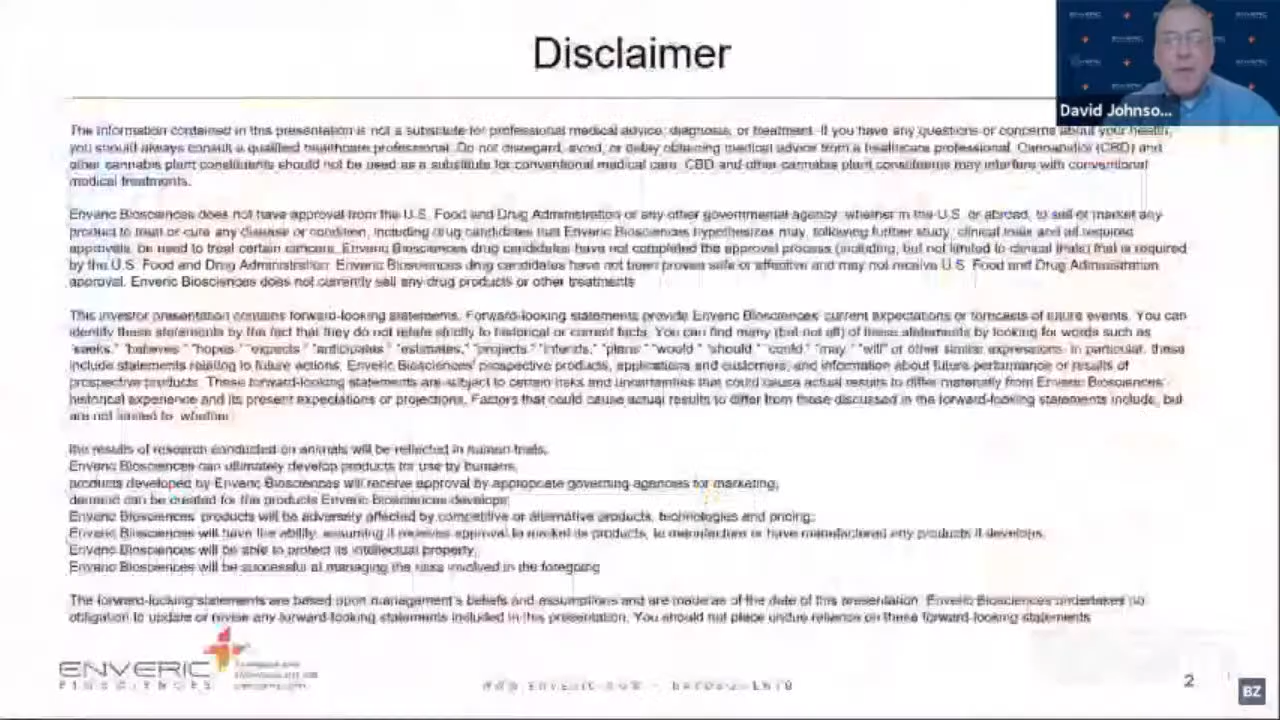 Disclaimer
David Johnso...
The information contained in this presentation is not a substitute for professional medical advice, diagnosis, or treatment. If you have any questions or concerns about your health,
you should always consult a qualified healthcare professional. Do not disregard, avoid, or delay obtaining medical advice from a healthcare professional. Cannabidiol (CBD) and
other cannabis plant constituents should not be used as a substitute for conventional medical care. CBD and other cannabis plant constituents may interfere with conventional
medical treatments.
Enveric Biosciences does not have approval from the U.S. Food and Drug Administration or any other governmental agency, whether in the U.S. or abroad, to sell or market any
product to treat or cure any disease or condition, including drug candidates that Enveric Biosciences hypothesizes may, following further study, clinical trials and all required
approvals, be used to treat certain cancers. Enveric Biosciences drug candidates have not completed the approval process (including, but not limited to clinical trials) that is required
by the U.S. Food and Drug Administration. Enveric Biosciences drug candidates have not been proven safe or effective and may not receive U.S. Food and Drug Administration
approval. Enveric Biosciences does not currently sell any drug products or other treatments
This investor presentation contains forward-looking statements. Forward-looking statements provide Enveric Biosciences' current expectations or forecasts of future events. You can
identify these statements by the fact that they do not relate strictly to historical or current facts. You can find many (but not all) of these statements by looking for words such as
"seeks," "believes" "hopes" "expects" "anticipates" "estimates," "projects" "intends," "plans" "would" "should" "could," "may" "will" or other similar expressions. In particular, these
include statements relating to future actions, Enveric Biosciences' prospective products, applications and customers, and information about future performance or results of
prospective products. These forward-looking statements are subject to certain risks and uncertainties that could cause actual results to differ materially from Enveric Biosciences'
historical experience and its present expectations or projections. Factors that could cause actual results to differ from those discussed in the forward-looking statements include, but
are not limited to, whether:
the results of research conducted on animals will be reflected in human trials,
Enveric Biosciences can ultimately develop products for use by humans,
products developed by Enveric Biosciences will receive approval by appropriate governing agencies for marketing,
demand can be created for the products Enveric Biosciences develops;
Enveric Biosciences' products will be adversely affected by competitive or alternative products, technologies and pricing;
Enveric Biosciences will have the ability, assuming it receives approval to market its products, to manufacture or have manufactured any products it develops,
Enveric Biosciences will be able to protect its intellectual property,
Enveric Biosciences will be successful at managing the risks involved in the foregoing
The forward-looking statements are based upon management's beliefs and assumptions and are made as of the date of this presentation. Enveric Biosciences undertakes no
obligation to update or revise any forward-looking statements included in this presentation. You should not place undue reliance on these forward-looking statements
ENVERIC
BIOSCIENCES
2
BZ